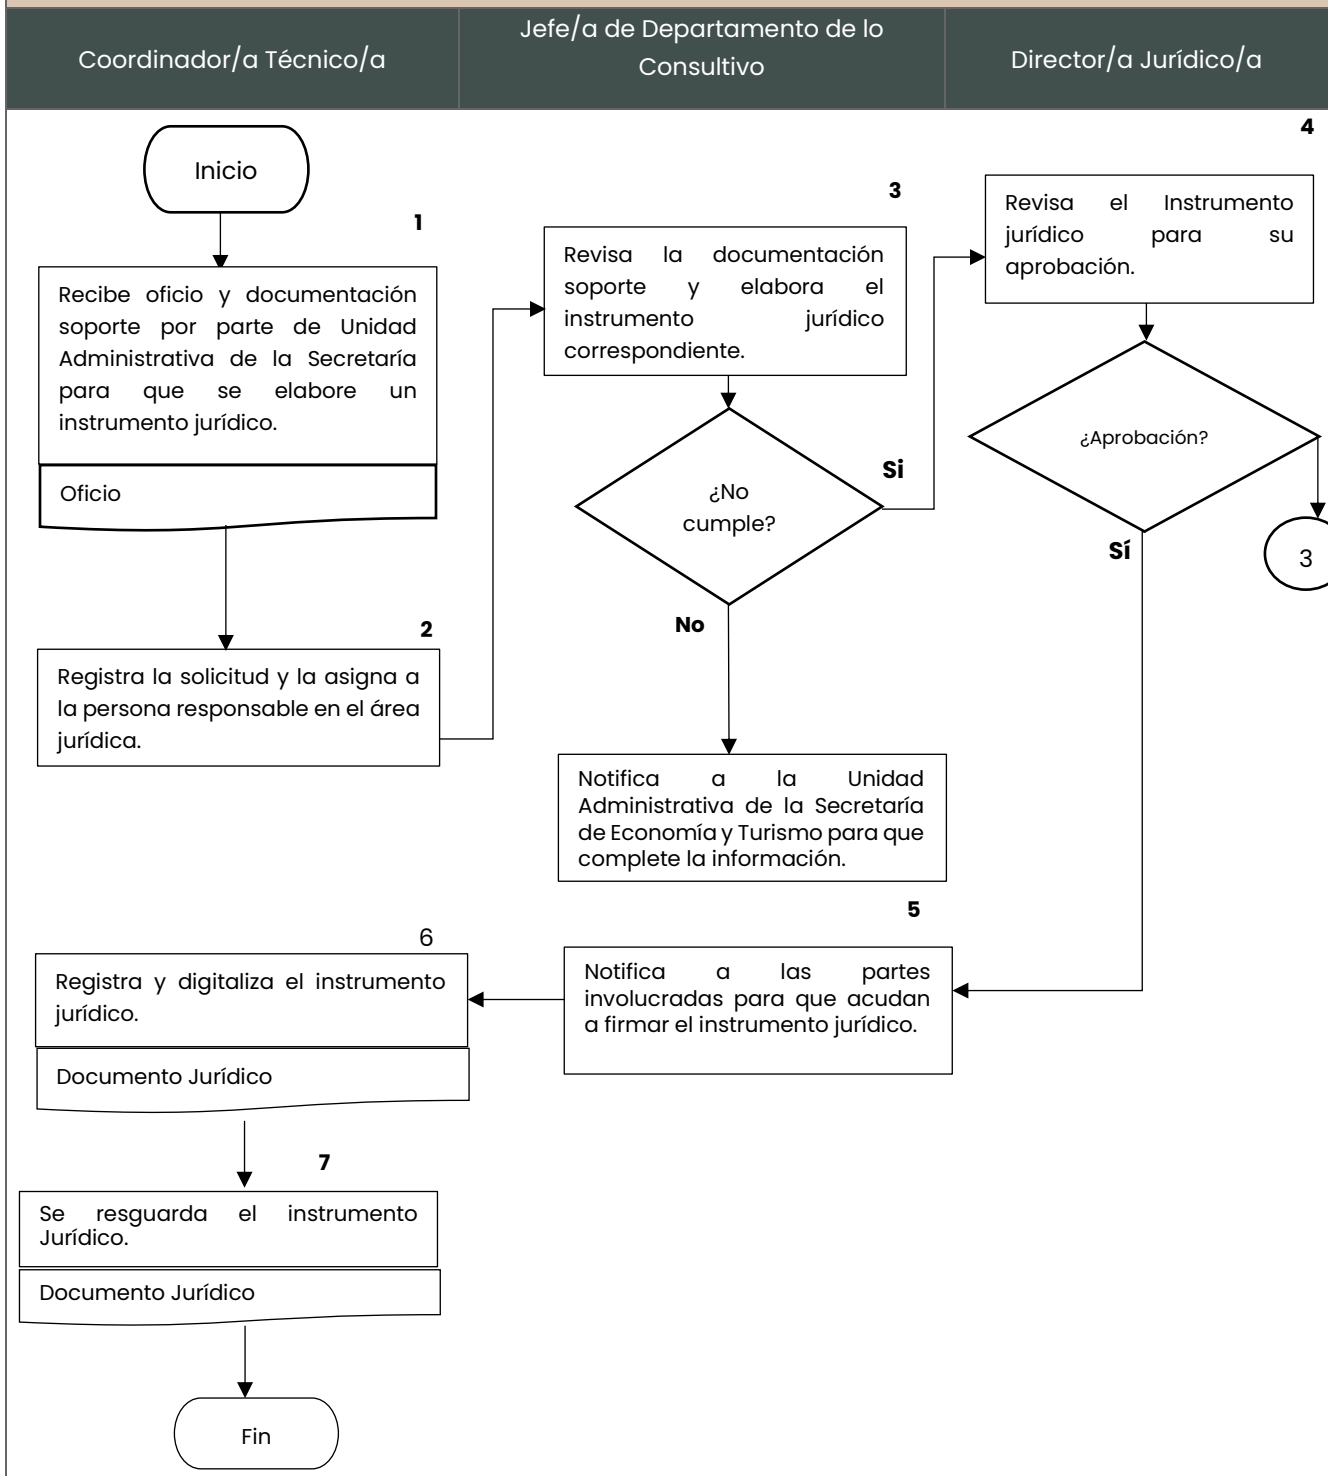 Coordinador/a Técnico/a
Jefe/a de Departamento de lo
Consultivo
Director/a Jurídico/a
Inicio
1
Recibe oficio y documentación
soporte por parte de Unidad
Administrativa de la Secretaría
para que se elabore un
instrumento jurídico.
Oficio
2
Registra la solicitud y la asigna a
la persona responsable en el área
jurídica.
3
Revisa la documentación
soporte y elabora el
instrumento jurídico
correspondiente.
¿No
cumple?
Si
No
Notifica a la Unidad
Administrativa de la Secretaría
de Economía y Turismo para que
complete la información.
4
Revisa el Instrumento
jurídico para su
aprobación.
¿Aprobación?
Sí
3
5
Notifica a las partes
involucradas para que acudan
a firmar el instrumento jurídico.
6
Registra y digitaliza el instrumento
jurídico.
Documento Jurídico
7
Se resguarda el instrumento
Jurídico.
Documento Jurídico
Fin